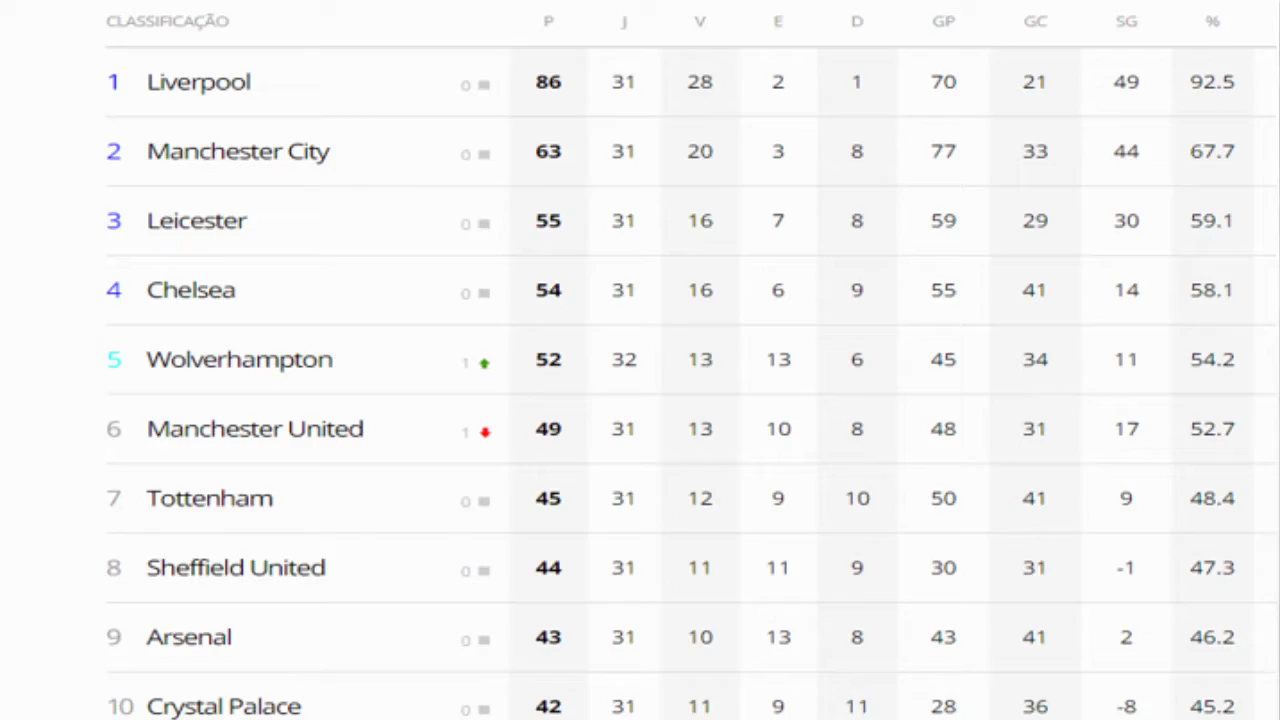 CLASSIFICAÇÃO P J V E D GP GC SG %
1 Liverpool 0 86 31 28 2 1 70 21 49 92.5
2 Manchester City 0 63 31 20 3 8 77 33 44 67.7
3 Leicester 0 55 31 16 7 8 59 29 30 59.1
4 Chelsea 0 54 31 16 6 9 55 41 14 58.1
5 Wolverhampton 1 52 32 13 13 6 45 34 11 54.2
6 Manchester United 1 49 31 13 10 8 48 31 17 52.7
7 Tottenham 0 45 31 12 9 10 50 41 9 48.4
8 Sheffield United 0 44 31 11 11 9 30 31 -1 47.3
9 Arsenal 0 43 31 10 13 8 43 41 2 46.2
10 Crystal Palace 0 42 31 11 9 11 28 36 -8 45.2